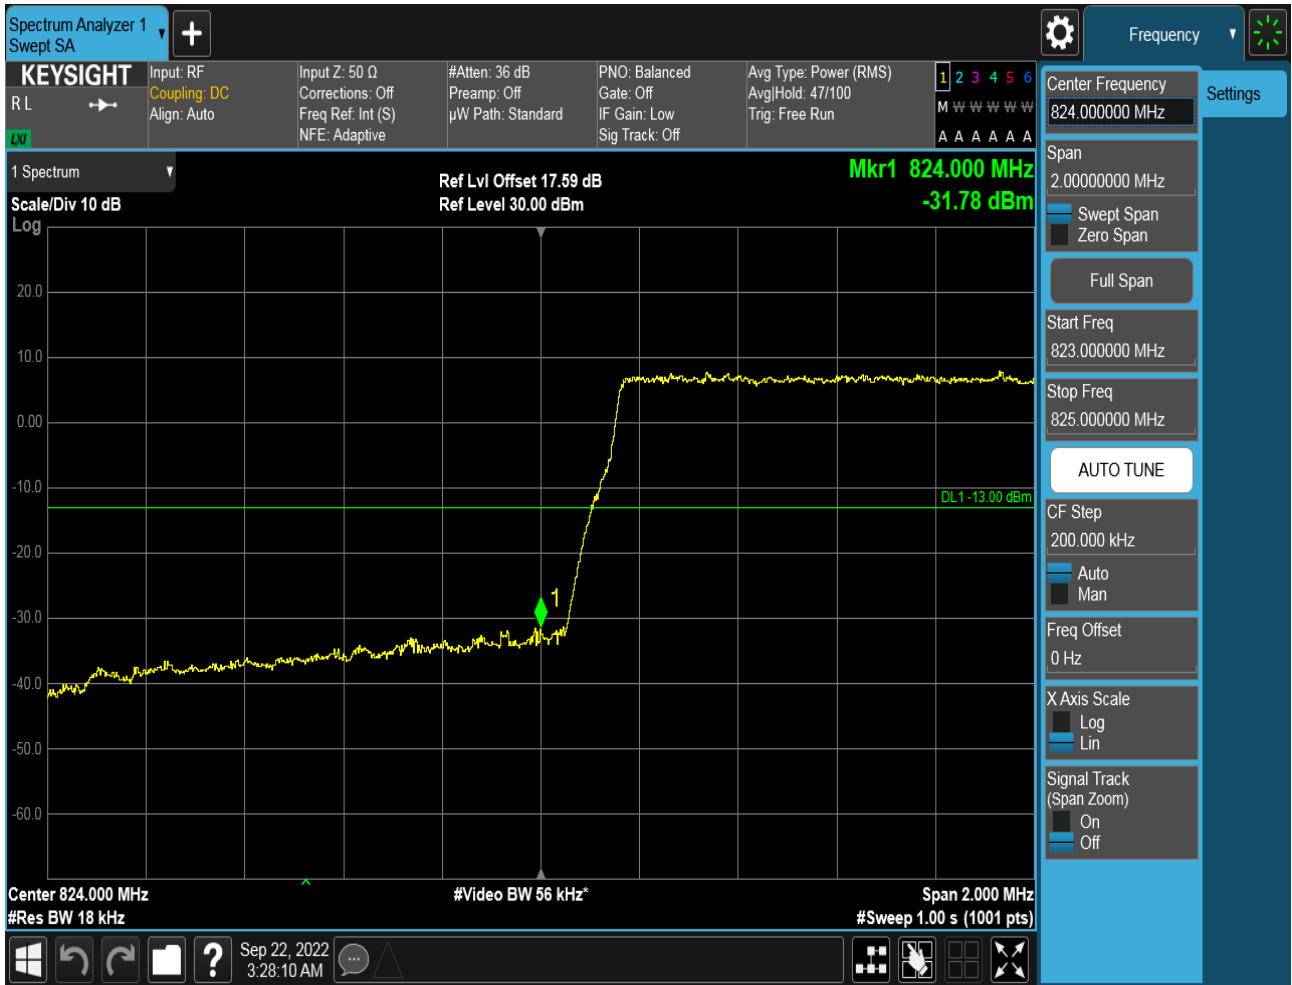 Spectrum Analyzer 1
Swept SA
Frequency
KEYSIGHT
R L
LXI
Input: RF
Coupling: DC
Align: Auto
Input Z: 50 Ω
Corrections: Off
Freq Ref: Int (S)
NFE: Adaptive
#Atten: 36 dB
Preamp: Off
µW Path: Standard
PNO: Balanced
Gate: Off
IF Gain: Low
Sig Track: Off
Avg Type: Power (RMS)
Avg|Hold: 47/100
Trig: Free Run
1 2 3 4 5 6
M W W W W W
A A A A A A
1 Spectrum
Scale/Div 10 dB
Log
Ref Lvl Offset 17.59 dB
Ref Level 30.00 dBm
Mkr1 824.000 MHz
-31.78 dBm
20.0
10.0
0.00
-10.0
-20.0
-30.0
-40.0
-50.0
-60.0
DL1 -13.00 dBm
1
Center 824.000 MHz
#Res BW 18 kHz
#Video BW 56 kHz*
Span 2.000 MHz
#Sweep 1.00 s (1001 pts)
Sep 22, 2022
3:28:10 AM
Center Frequency
824.000000 MHz
Settings
Span
2.00000000 MHz
Swept Span
Zero Span
Full Span
Start Freq
823.000000 MHz
Stop Freq
825.000000 MHz
AUTO TUNE
CF Step
200.000 kHz
Auto
Man
Freq Offset
0 Hz
X Axis Scale
Log
Lin
Signal Track
(Span Zoom)
On
Off